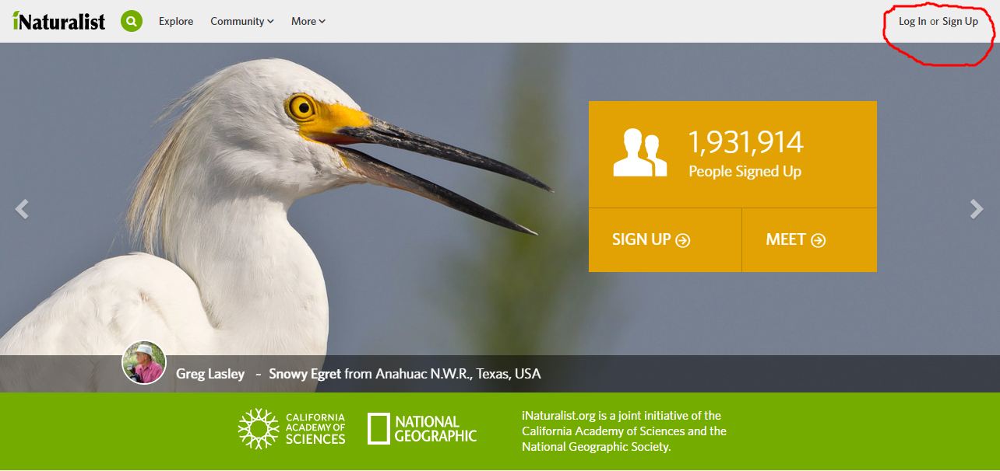 iNaturalist Explore Community More Log In or Sign Up
1,931,914
People Signed Up
SIGN UP MEET
Greg Lasley ~ Snowy Egret from Anahuac N.W.R., Texas, USA
CALIFORNIA
ACADEMY OF
SCIENCES
NATIONAL
GEOGRAPHIC
iNaturalist.org is a joint initiative of the
California Academy of Sciences and the
National Geographic Society.